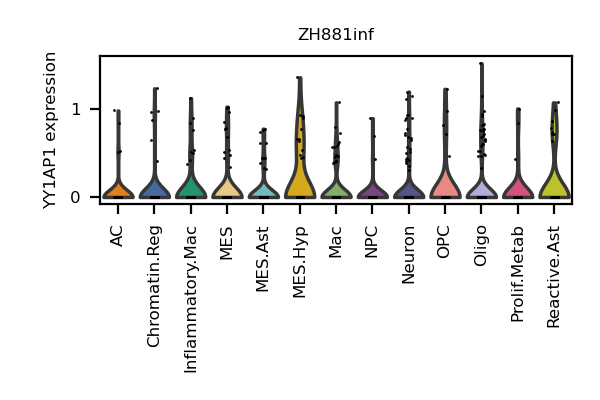 ZH881inf
YY1AP1 expression
1
0
AC
Chromatin.Reg
Inflammatory.Mac
MES
MES.Ast
MES.Hyp
Mac
NPC
Neuron
OPC
Oligo
Prolif.Metab
Reactive.Ast